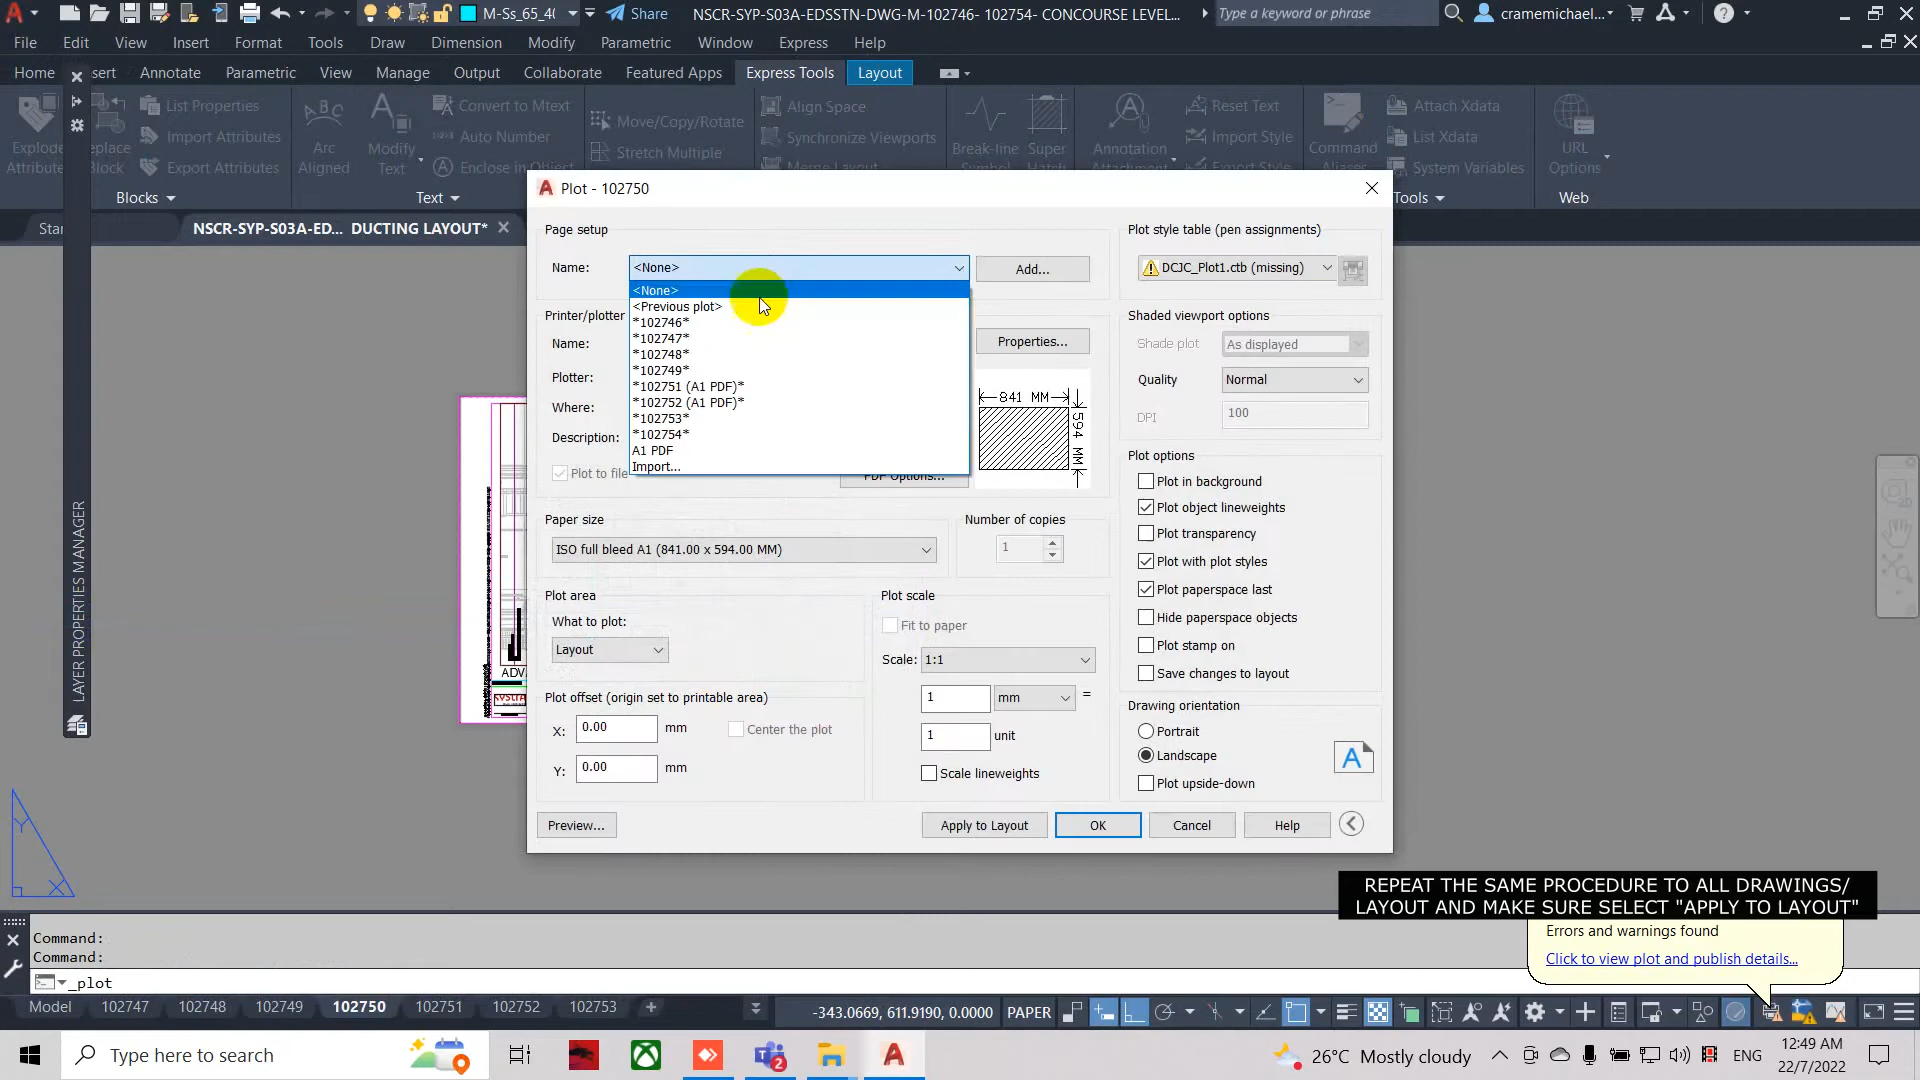 M-Ss_65_40
Share
NSCR-SYP-S03A-EDSSTN-DWG-M-102746- 102754- CONCOURSE LEVEL...
Type a keyword or phrase
cramemichael...
File Edit View Insert Format Tools Draw Dimension Modify Parametric Window Express Help
Home sert Annotate Parametric View Manage Output Collaborate Featured Apps Express Tools Layout
List Properties
Import Attributes
Export Attributes
Explode
Attributes
eplace
Block
ABC
Arc
Aligned
Modify
Text
Convert to Mtext
Auto Number
Enclose in Object
Move/Copy/Rotate
Stretch Multiple
Align Space
Synchronize Viewports
Merge Layout
Break-line
Symbol
Super
Hatch
Annotation
Attachment
Reset Text
Import Style
Export Style
Command
Aliases
Attach Xdata
List Xdata
System Variables
URL
Options
Blocks
Text
Tools
Web
Star
NSCR-SYP-S03A-ED... DUCTING LAYOUT*
Plot - 102750
Page setup
Name:
<None>
Add...
<None>
<Previous plot>
*102746*
*102747*
*102748*
*102749*
*102751 (A1 PDF)*
*102752 (A1 PDF)*
*102753*
*102754*
A1 PDF
Import...
Printer/plotter
Name:
Properties...
Plotter:
Where:
Description:
Plot to file
PDF Options...
841 MM
594 MM
Paper size
ISO full bleed A1 (841.00 x 594.00 MM)
Number of copies
1
Plot area
What to plot:
Layout
Plot scale
Fit to paper
Scale:
1:1
1
mm
=
1
unit
Scale lineweights
Plot offset (origin set to printable area)
X:
0.00
mm
Center the plot
Y:
0.00
mm
Plot style table (pen assignments)
DCJC_Plot1.ctb (missing)
Shaded viewport options
Shade plot
As displayed
Quality
Normal
DPI
100
Plot options
Plot in background
Plot object lineweights
Plot transparency
Plot with plot styles
Plot paperspace last
Hide paperspace objects
Plot stamp on
Save changes to layout
Drawing orientation
Portrait
Landscape
Plot upside-down
A
Preview...
Apply to Layout
OK
Cancel
Help
LAYER PROPERTIES MANAGER
ADV
Y
X
REPEAT THE SAME PROCEDURE TO ALL DRAWINGS/
LAYOUT AND MAKE SURE SELECT "APPLY TO LAYOUT"
Errors and warnings found
Click to view plot and publish details...
Command:
Command:
_plot
Model 102747 102748 102749 102750 102751 102752 102753
-343.0669, 611.9190, 0.0000 PAPER
Type here to search
2
26°C Mostly cloudy
ENG
12:49 AM
22/7/2022